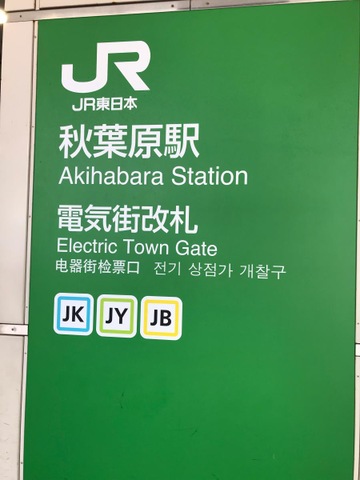 JR
JR東日本
秋葉原駅
Akihabara Station
電気街改札
Electric Town Gate
电器街检票口 전기 상점가 개찰구
JK JY JB